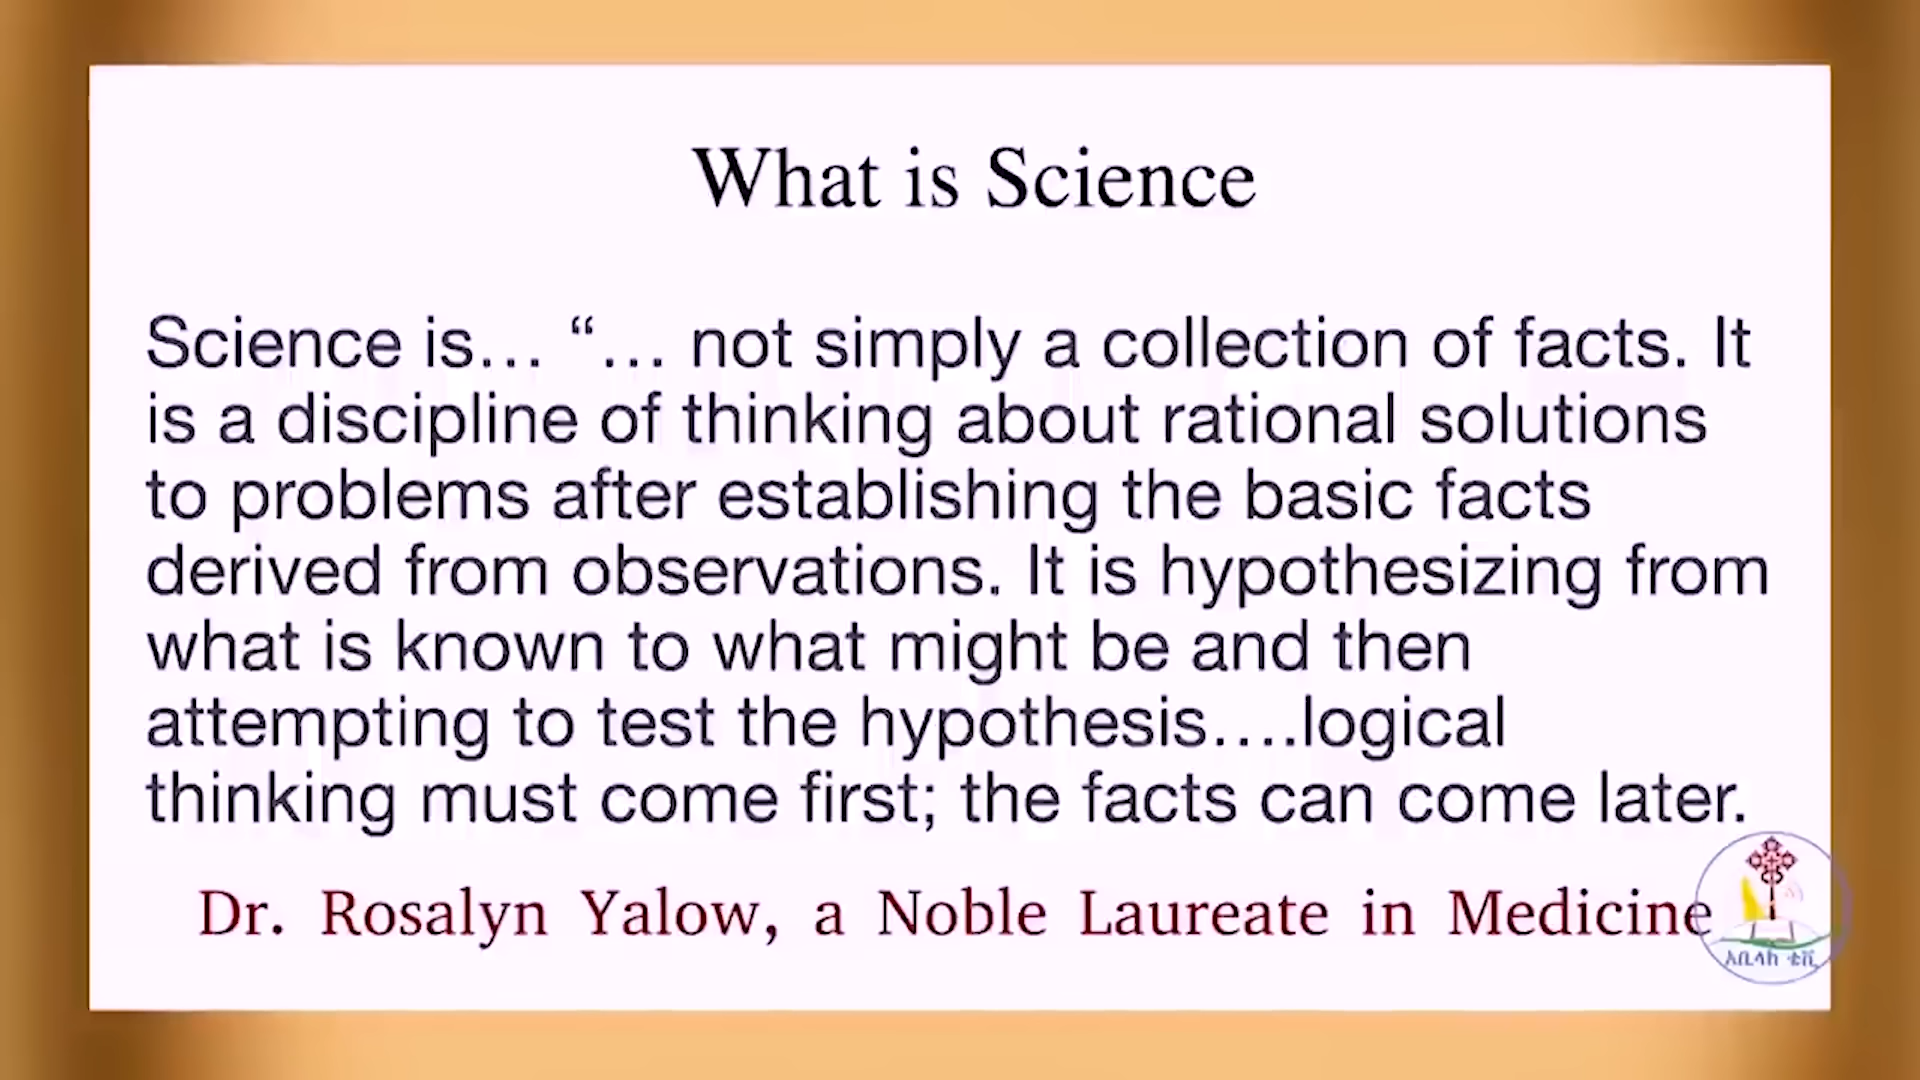 What is Science
Science is… “… not simply a collection of facts. It
is a discipline of thinking about rational solutions
to problems after establishing the basic facts
derived from observations. It is hypothesizing from
what is known to what might be and then
attempting to test the hypothesis….logical
thinking must come first; the facts can come later.
Dr. Rosalyn Yalow, a Noble Laureate in Medicine